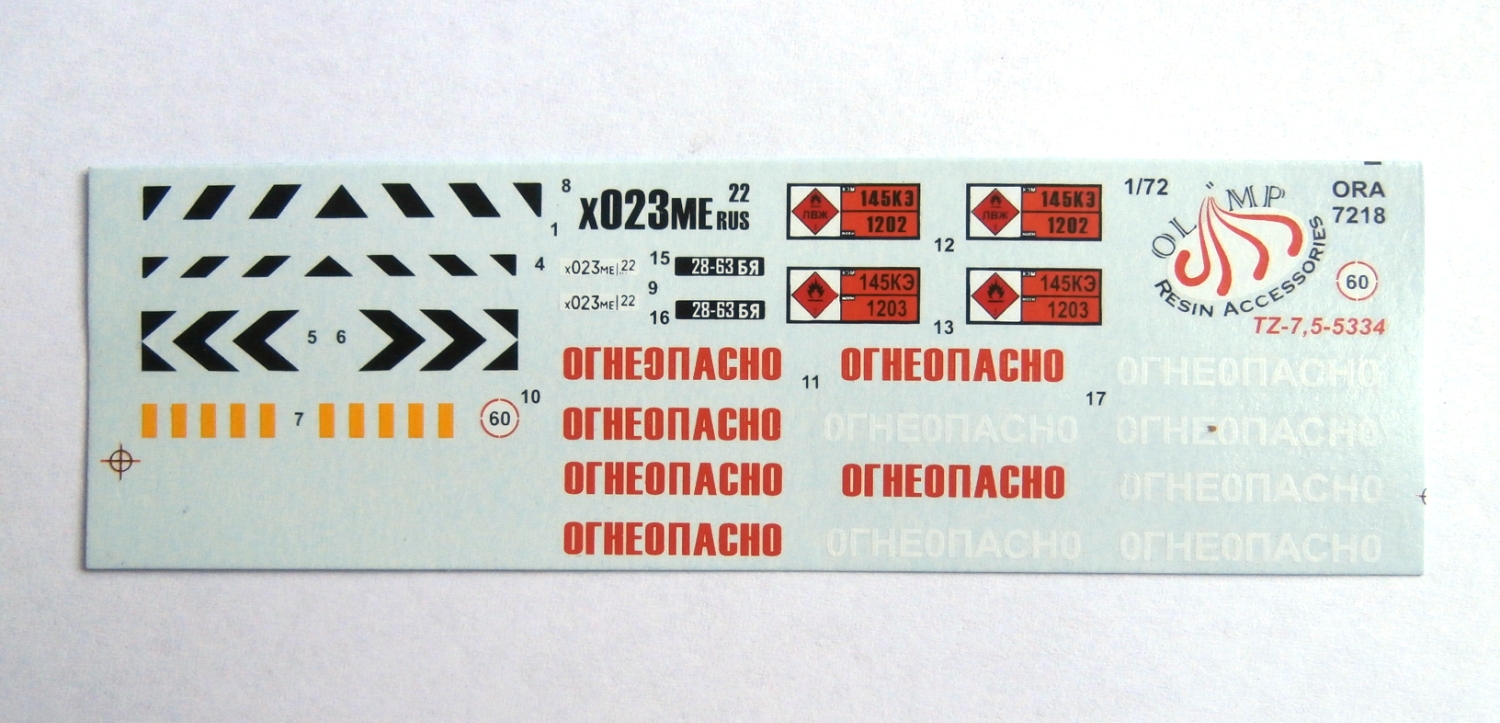 8
1
х023МЕ 22
RUS
4
х023МЕ 22
15
28-63 БЯ
9
х023МЕ 22
16
28-63 БЯ
5 6
7
60
10
ЛВЖ
145КЭ
1202
ЛВЖ
145КЭ
1202
12
145КЭ
1203
145КЭ
1203
13
1/72
OLIMP
RESIN ACCESSORIES
ORA
7218
60
TZ-7,5-5334
ОГНЕОПАСНО
11
ОГНЕОПАСНО
17
ОГНЕОПАСНО
ОГНЕОПАСНО
ОГНЕОПАСНО
ОГНЕОПАСНО
ОГНЕОПАСНО
ОГНЕОПАСНО
ОГНЕОПАСНО
ОГНЕОПАСНО
ОГНЕОПАСНО
ОГНЕОПАСНО